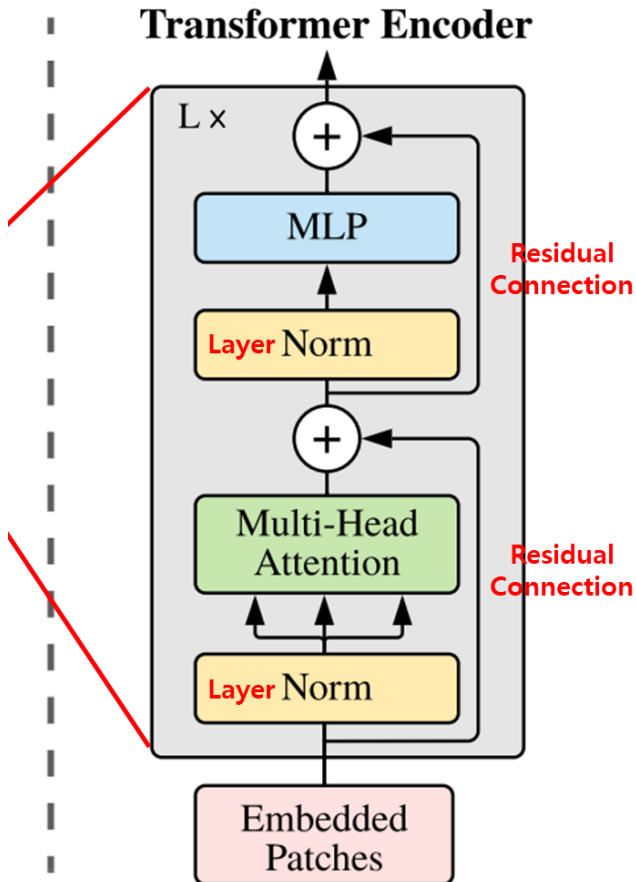 Transformer Encoder
L ×
+
MLP
Residual
Connection
Layer Norm
+
Multi-Head
Attention
Residual
Connection
Layer Norm
Embedded
Patches